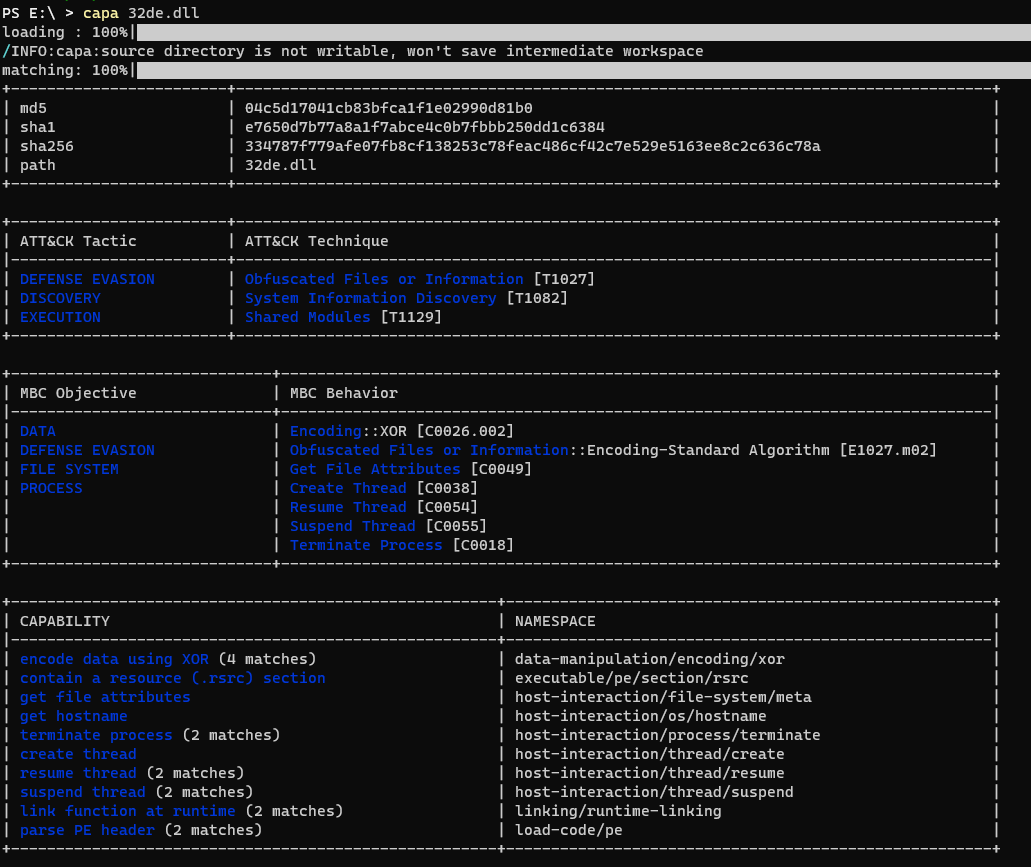 PS E:\ > capa 32de.dll
loading : 100%|
/INFO:capa:source directory is not writable, won't save intermediate workspace
matching: 100%|
md5 | 04c5d17041cb83bfca1f1e02990d81b0
sha1 | e7650d7b77a8a1f7abce4c0b7fbbb250dd1c6384
sha256 | 334787f779afe07fb8cf138253c78feac486cf42c7e529e5163ee8c2c636c78a
path | 32de.dll
ATT&CK Tactic | ATT&CK Technique
DEFENSE EVASION | Obfuscated Files or Information [T1027]
DISCOVERY | System Information Discovery [T1082]
EXECUTION | Shared Modules [T1129]
MBC Objective | MBC Behavior
DATA | Encoding::XOR [C0026.002]
DEFENSE EVASION | Obfuscated Files or Information::Encoding-Standard Algorithm [E1027.m02]
FILE SYSTEM | Get File Attributes [C0049]
PROCESS | Create Thread [C0038]
| Resume Thread [C0054]
| Suspend Thread [C0055]
| Terminate Process [C0018]
CAPABILITY | NAMESPACE
encode data using XOR (4 matches) | data-manipulation/encoding/xor
contain a resource (.rsrc) section | executable/pe/section/rsrc
get file attributes | host-interaction/file-system/meta
get hostname | host-interaction/os/hostname
terminate process (2 matches) | host-interaction/process/terminate
create thread | host-interaction/thread/create
resume thread (2 matches) | host-interaction/thread/resume
suspend thread (2 matches) | host-interaction/thread/suspend
link function at runtime (2 matches) | linking/runtime-linking
parse PE header (2 matches) | load-code/pe